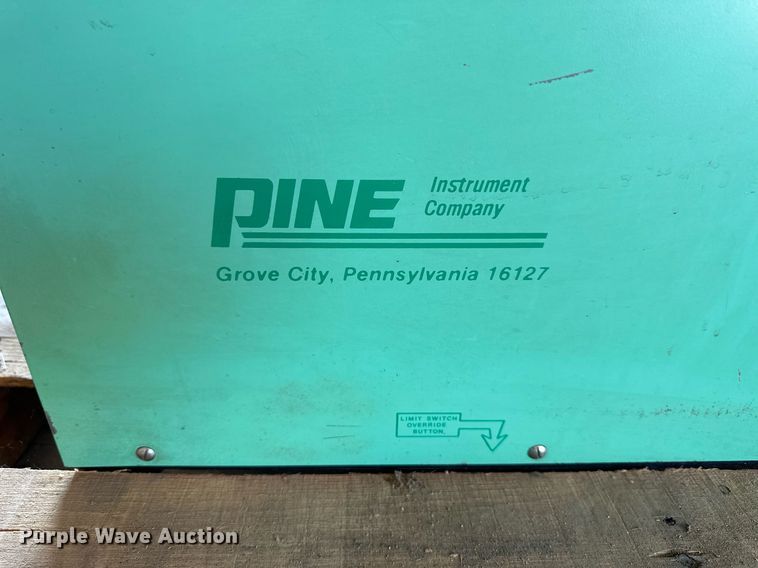 PINE Instrument
Company
Grove City, Pennsylvania 16127
LIMIT SWITCH
OVERRIDE
BUTTON,
Purple Wave Auction